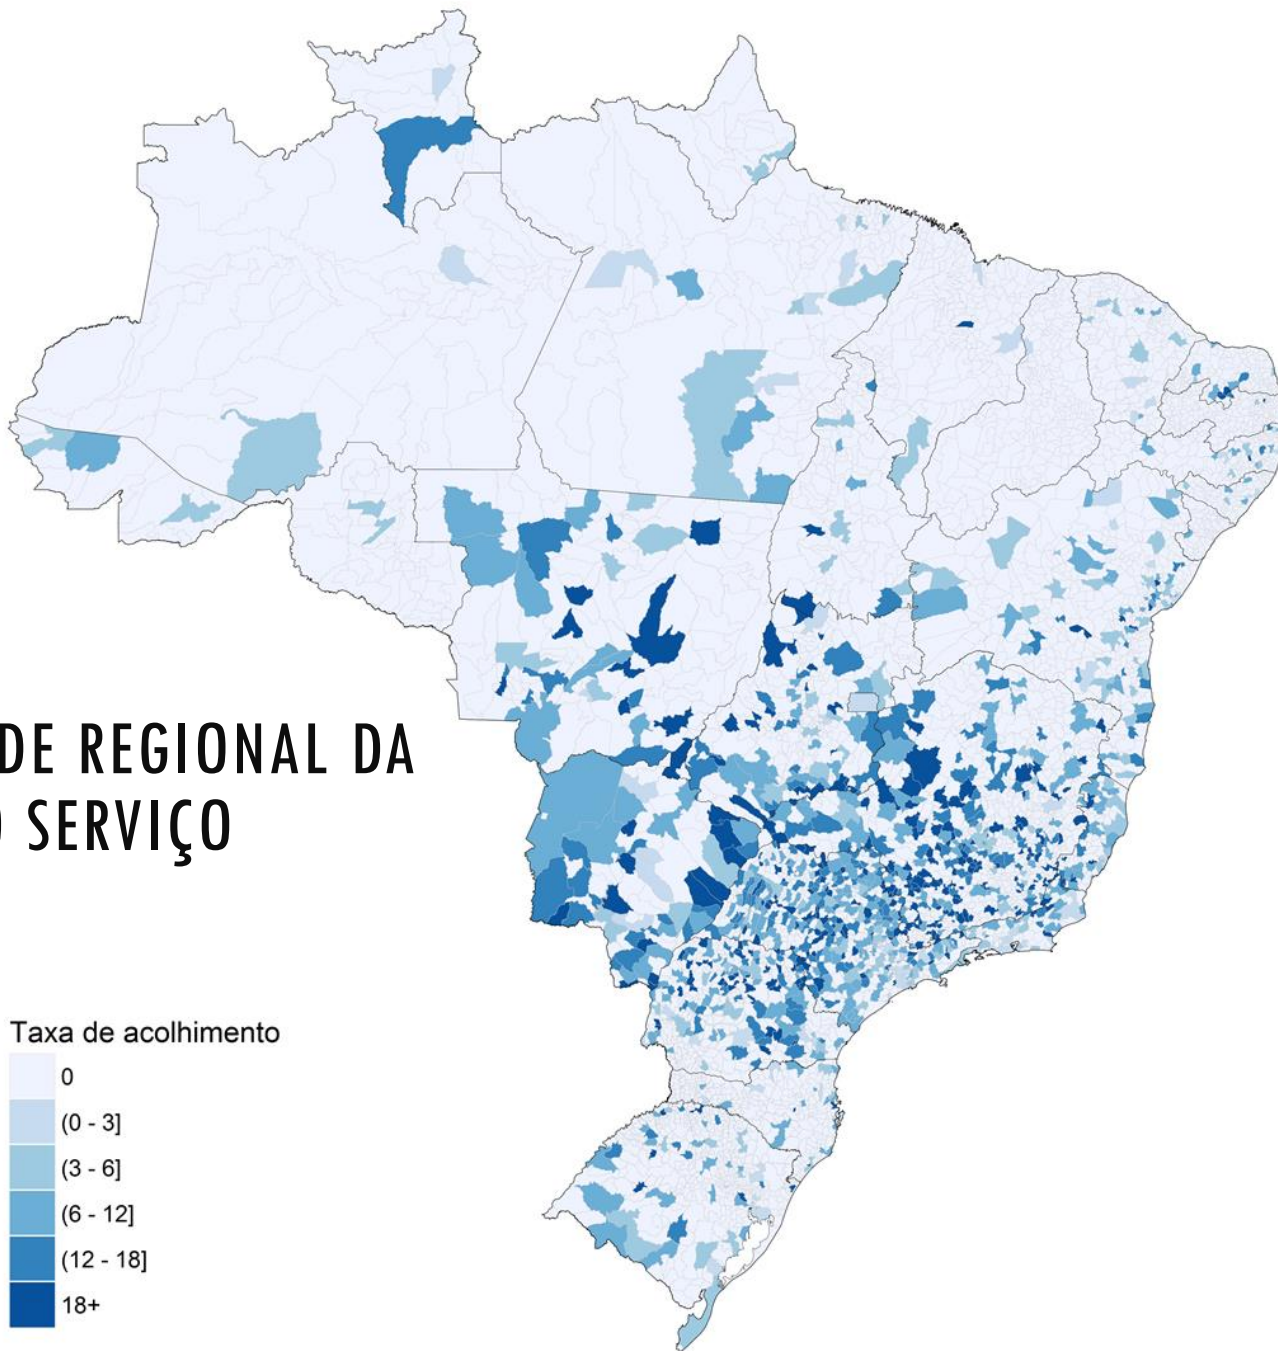 DE REGIONAL DA
O SERVIÇO
Taxa de acolhimento
0
(0 - 3]
(3 - 6]
(6 - 12]
(12 - 18]
18+